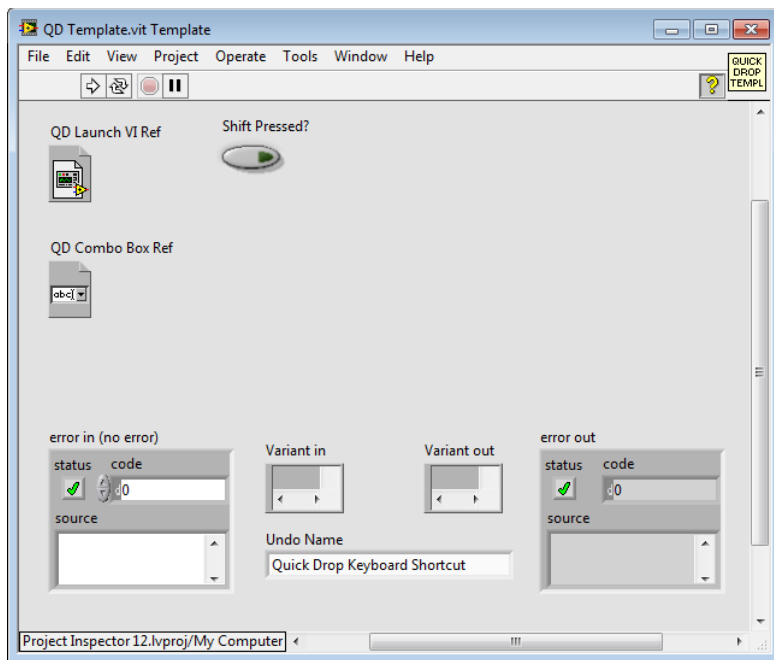 QD Template.vit Template
File Edit View Project Operate Tools Window Help
QUICK
DROP
TEMPL
?
QD Launch VI Ref
Shift Pressed?
QD Combo Box Ref
abc
error in (no error)
status code
d0
source
Variant in
Variant out
Undo Name
Quick Drop Keyboard Shortcut
error out
status code
d0
source
Project Inspector 12.lvproj/My Computer